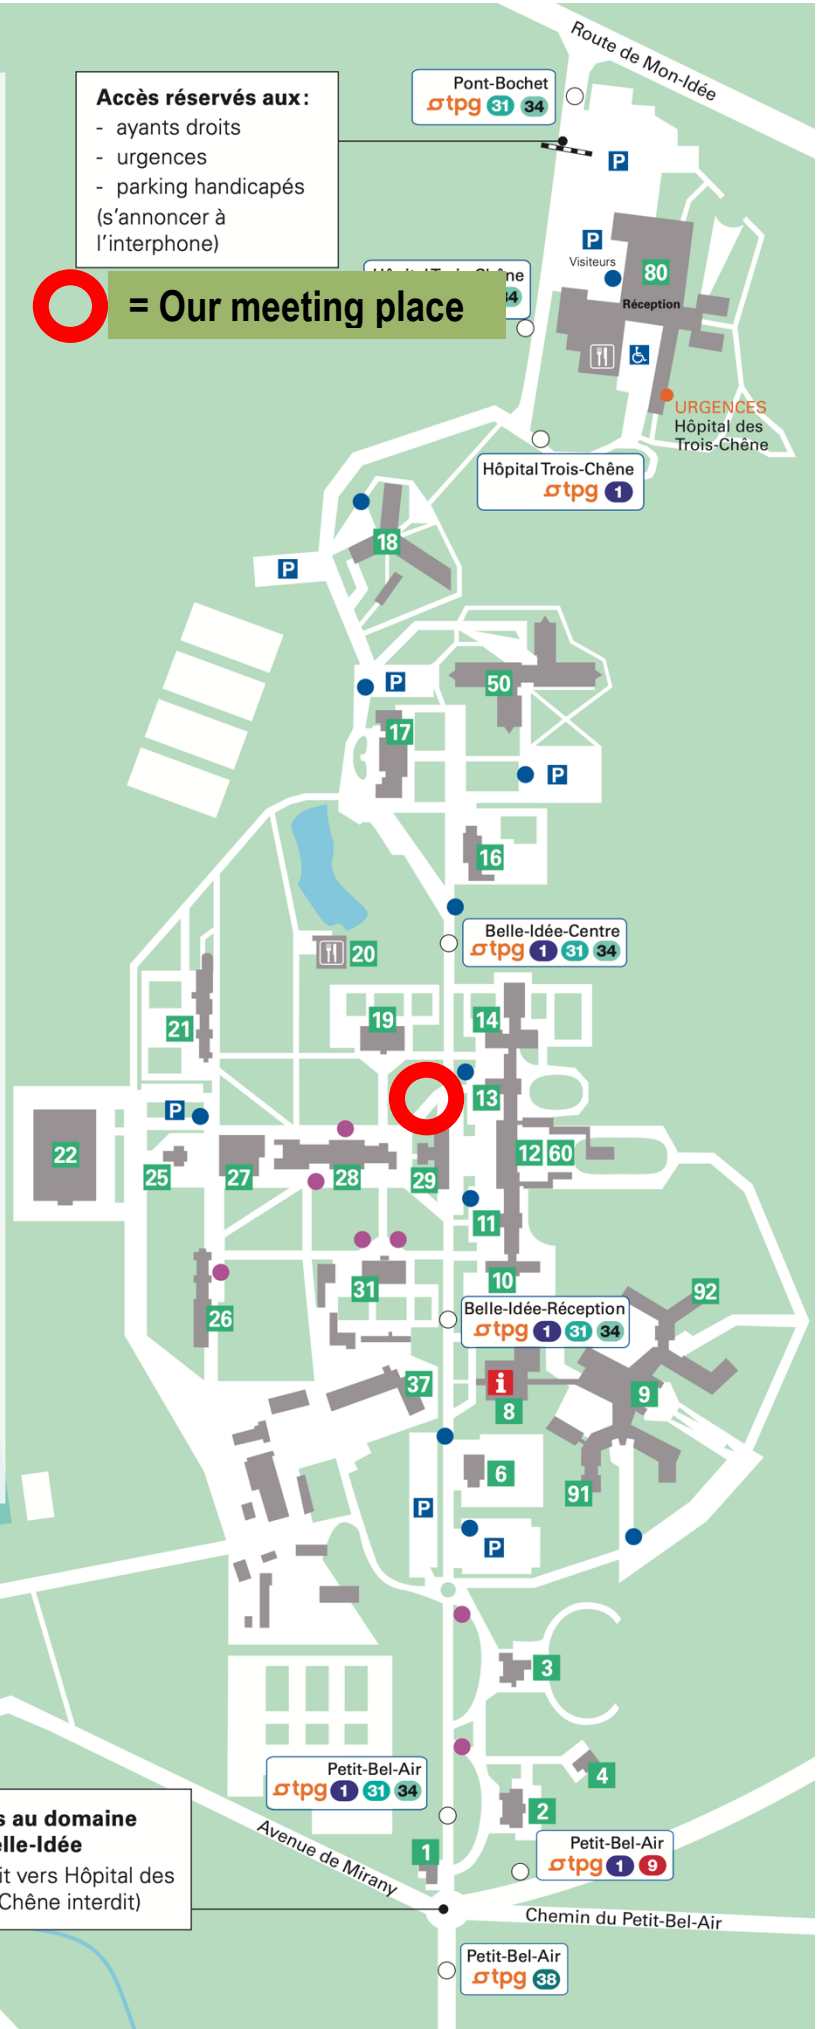 Route de Mon-Idée
Pont-Bochet
tpg 31 34
Accès réservés aux :
- ayants droits
- urgences
- parking handicapés
(s'annoncer à
l'interphone)
P
P
Visiteurs
80
Réception
34
= Our meeting place
URGENCES
Hôpital des
Trois-Chêne
Hôpital Trois-Chêne
tpg 1
18
P
P
50
17
P
16
Belle-Idée-Centre
tpg 1 31 34
20
21
19
14
13
P
22
25
27
28
29
12 60
11
10
31
26
92
Belle-Idée-Réception
tpg 1 31 34
37
i
8
9
6
91
P
P
3
4
Petit-Bel-Air
tpg 1 31 34
2
au domaine
1
Petit-Bel-Air
tpg 1 9
Avenue de Mirany
vers Hôpital des
Chêne interdit)
Chemin du Petit-Bel-Air
Petit-Bel-Air
tpg 38